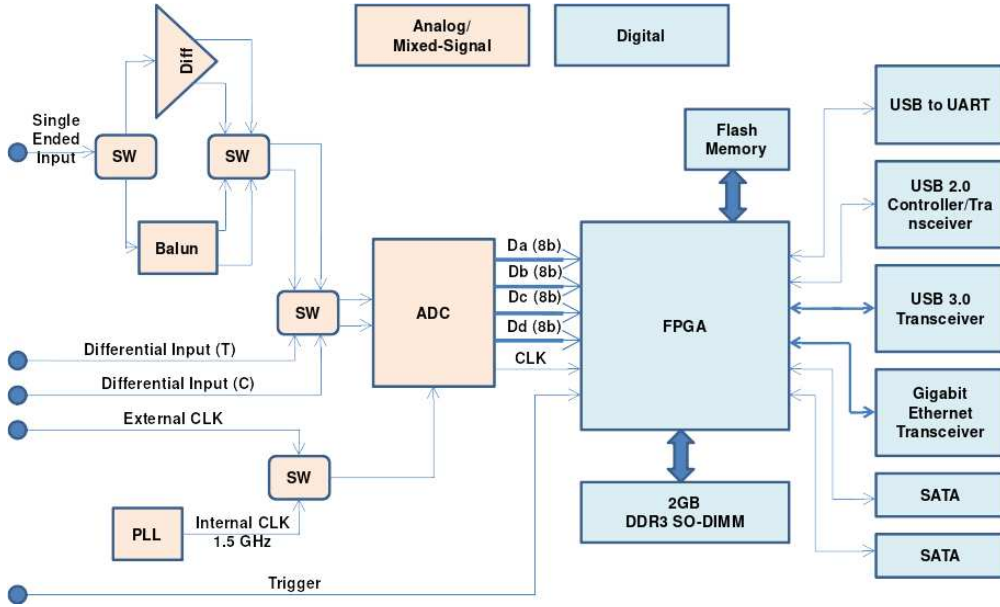 Analog/
Mixed-Signal
Digital
Diff
Single
Ended
Input
SW
SW
Balun
SW
ADC
Da (8b)
Db (8b)
Dc (8b)
Dd (8b)
CLK
Flash
Memory
FPGA
2GB
DDR3 SO-DIMM
USB to UART
USB 2.0
Controller/Tra
nsceiver
USB 3.0
Transceiver
Gigabit
Ethernet
Transceiver
SATA
SATA
Differential Input (T)
Differential Input (C)
External CLK
SW
PLL
Internal CLK
1.5 GHz
Trigger